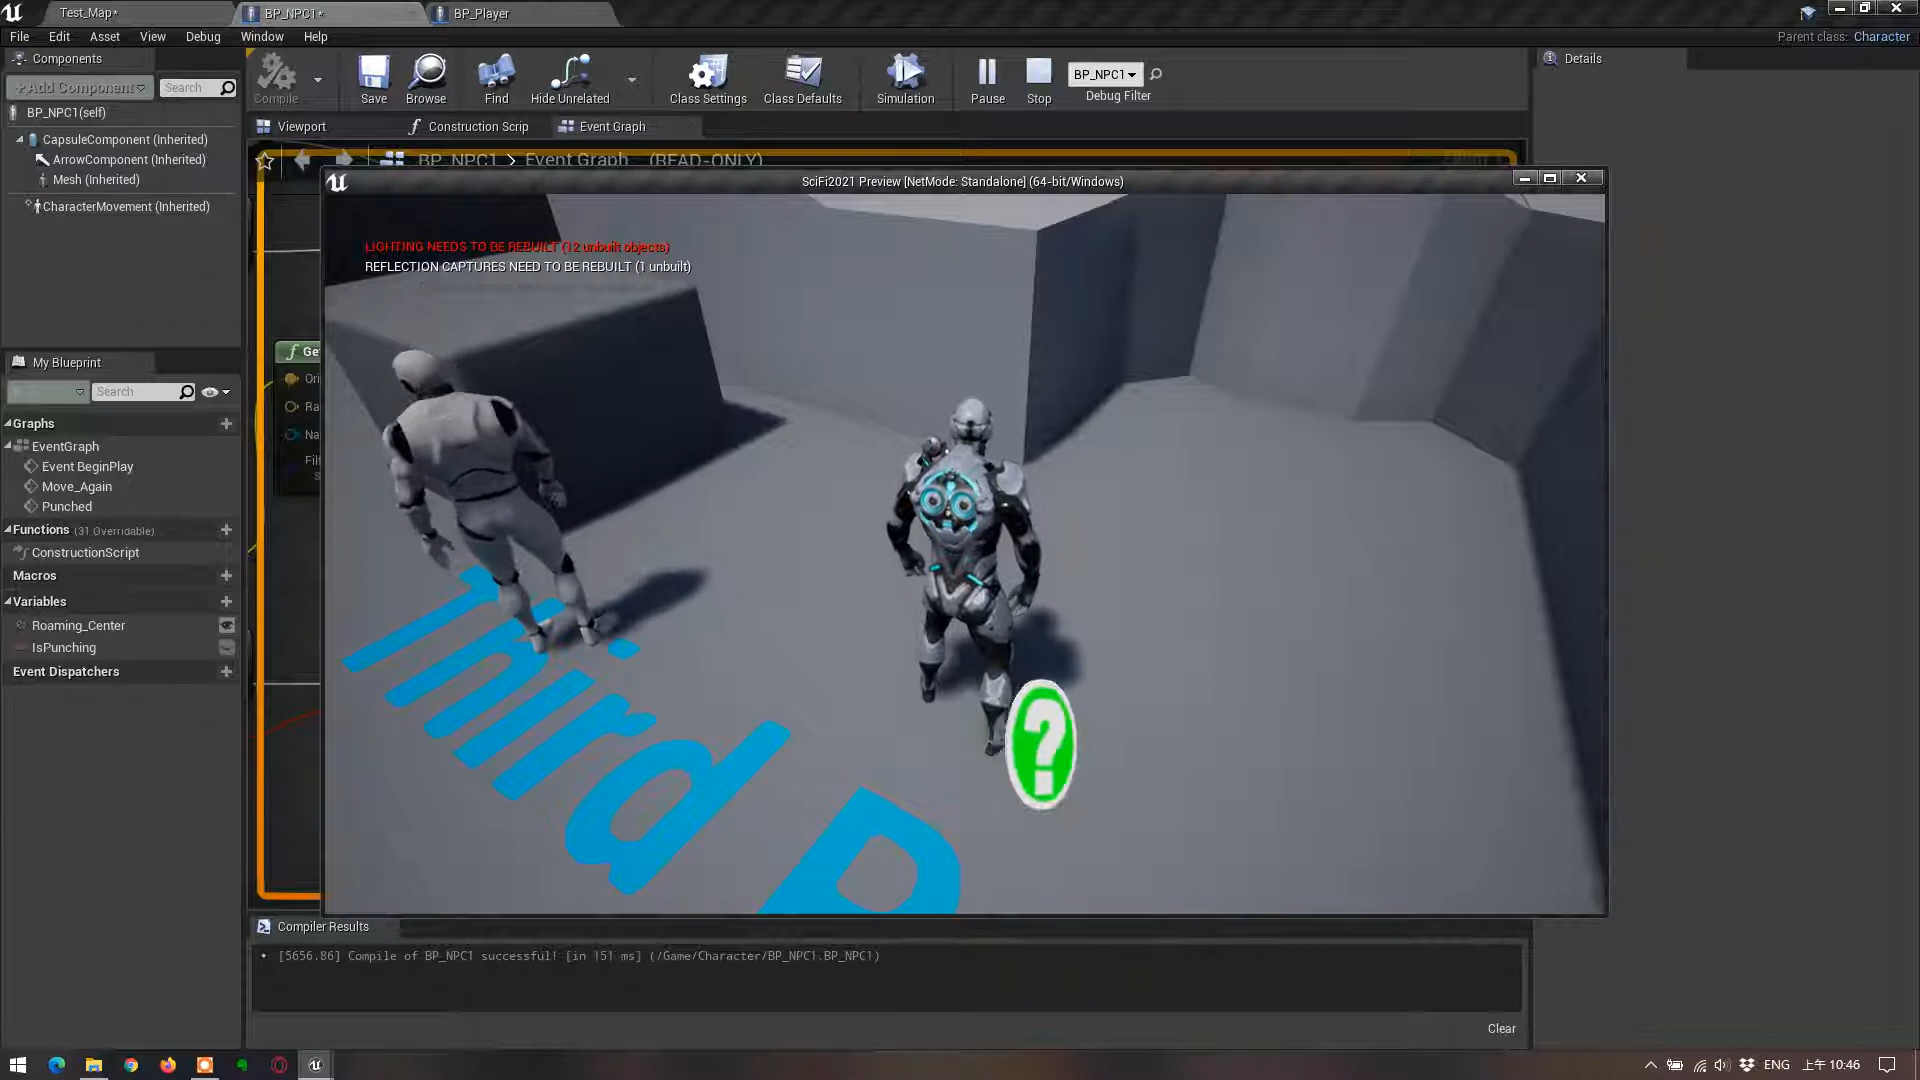 Test_Map*
BP_NPC1*
BP_Player
File Edit Asset View Debug Window Help
Parent class: Character
Components
+Add Component
Search
BP_NPC1(self)
CapsuleComponent (Inherited)
ArrowComponent (Inherited)
Mesh (Inherited)
CharacterMovement (Inherited)
Compile
Save
Browse
Find
Hide Unrelated
Class Settings
Class Defaults
Simulation
Pause
Stop
BP_NPC1
Debug Filter
Details
Viewport
Construction Scrip
Event Graph
BP_NPC1 > Event Graph (READ-ONLY)
SciFi2021 Preview [NetMode: Standalone] (64-bit/Windows)
LIGHTING NEEDS TO BE REBUILT (12 unbuilt objects)
REFLECTION CAPTURES NEED TO BE REBUILT (1 unbuilt)
f Ge
Ori
Ra
Na
Fil
S
Third P
?
My Blueprint
Search
Graphs
EventGraph
Event BeginPlay
Move_Again
Punched
Functions (31 Overridable)
ConstructionScript
Macros
Variables
Roaming_Center
IsPunching
Event Dispatchers
Compiler Results
• [5656.86] Compile of BP_NPC1 successful! [in 151 ms] (/Game/Character/BP_NPC1.BP_NPC1)
Clear
ENG
上午 10:46